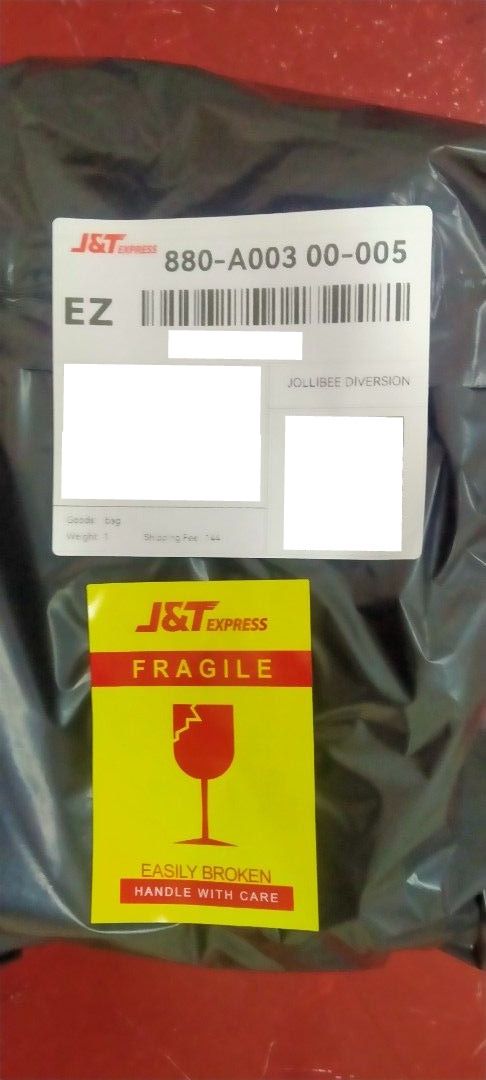 J&T EXPRESS
880-A003 00-005
EZ
JOLLIBEE DIVERSION
Goods: bag
Weight: 1 Shipping Fee: 144
J&T EXPRESS
FRAGILE
EASILY BROKEN
HANDLE WITH CARE